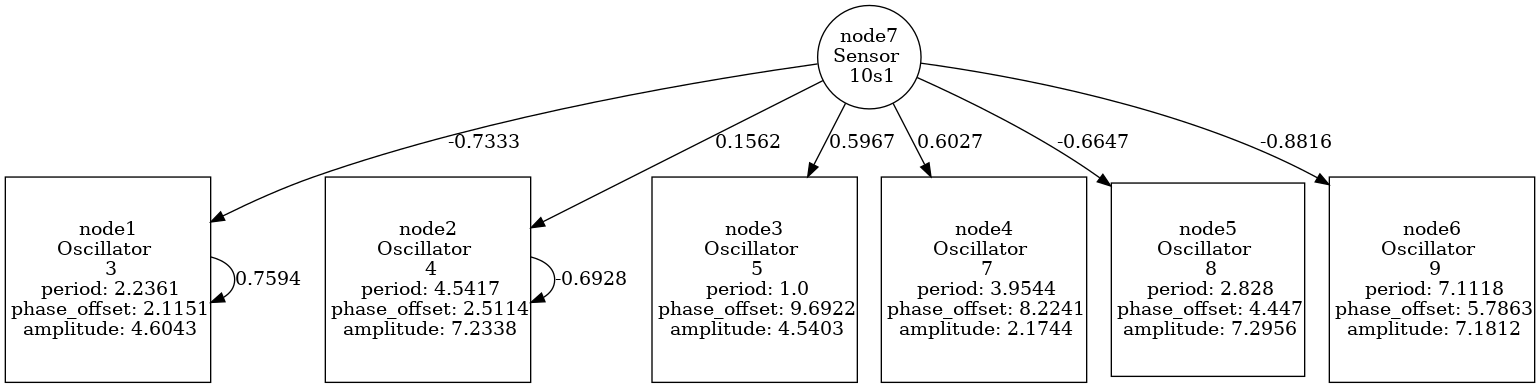 node7
Sensor
10s1
-0.7333
0.1562
0.5967
0.6027
-0.6647
-0.8816
node1
Oscillator
3
period: 2.2361
phase_offset: 2.1151
amplitude: 4.6043
0.7594
node2
Oscillator
4
period: 4.5417
phase_offset: 2.5114
amplitude: 7.2338
-0.6928
node3
Oscillator
5
period: 1.0
phase_offset: 9.6922
amplitude: 4.5403
node4
Oscillator
7
period: 3.9544
phase_offset: 8.2241
amplitude: 2.1744
node5
Oscillator
8
period: 2.828
phase_offset: 4.447
amplitude: 7.2956
node6
Oscillator
9
period: 7.1118
phase_offset: 5.7863
amplitude: 7.1812